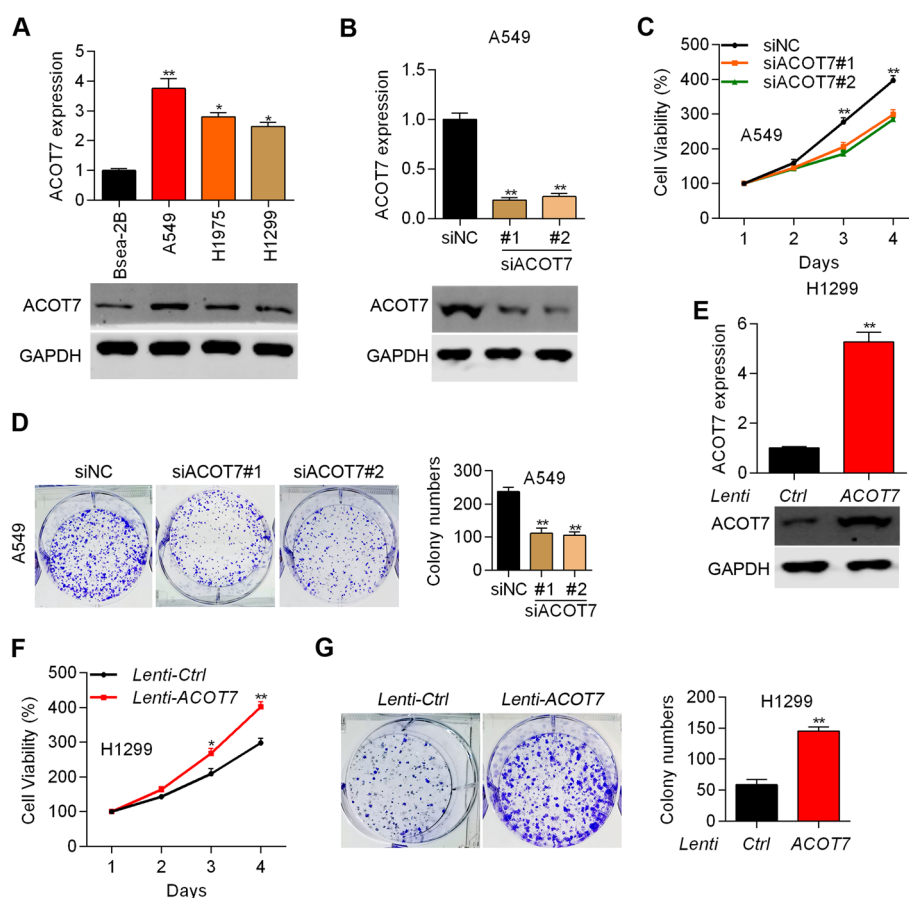 A
ACOT7 expression
5
4
3
2
1
0
**
*
*
Bsea-2B
A549
H1975
H1299
ACOT7
GAPDH
B
A549
ACOT7 expression
1.5
1.0
0.5
0.0
**
**
siNC
#1
#2
siACOT7
ACOT7
GAPDH
C
siNC
siACOT7#1
siACOT7#2
A549
Cell Viability (%)
500
400
300
200
100
0
**
**
1
2
3
4
Days
D
siNC
siACOT7#1
siACOT7#2
A549
Colony numbers
300
200
100
0
A549
**
**
siNC
#1
#2
siACOT7
E
H1299
ACOT7 expression
6
4
2
0
**
Lenti
Ctrl
ACOT7
ACOT7
GAPDH
F
Lenti-Ctrl
Lenti-ACOT7
H1299
Cell Viability (%)
500
400
300
200
100
0
*
**
1
2
3
4
Days
G
Lenti-Ctrl
Lenti-ACOT7
H1299
Colony numbers
200
150
100
50
0
**
Lenti
Ctrl
ACOT7